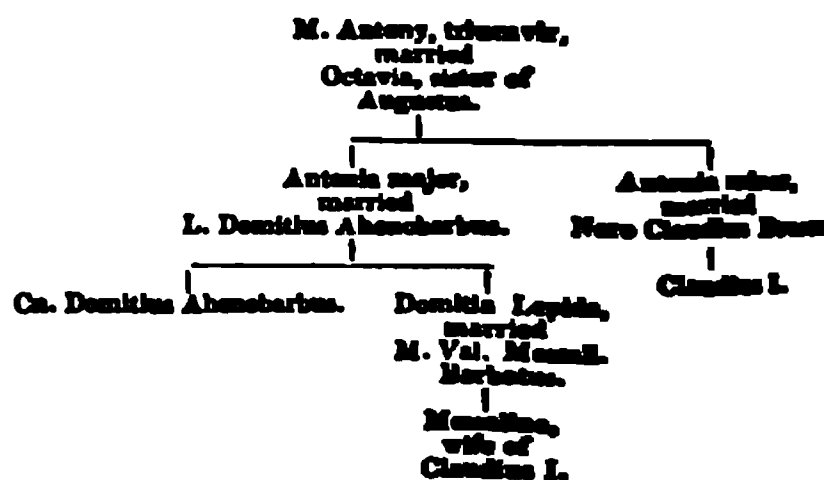 M. Antony, triumvir,
married
Octavia, sister of
Augustus.
Antonia major,
married
L. Domitius Ahenobarbus.
Antonia minor,
married
Nero Claudius Drusus
Claudius I.
Cn. Domitius Ahenobarbus.
Domitia Lepida,
married
M. Val. Messall.
Barbatus.
Messalina,
wife of
Claudius I.